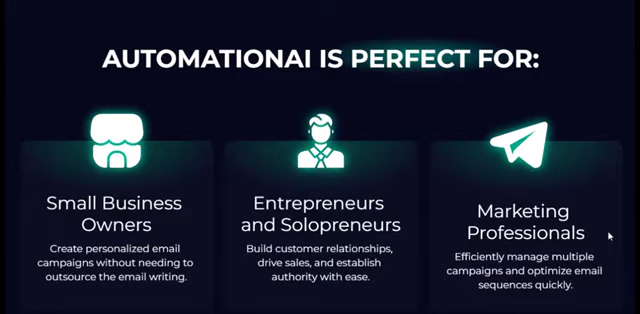 AUTOMATIONAI IS PERFECT FOR:
Small Business
Owners
Create personalized email
campaigns without needing to
outsource the email writing.
Entrepreneurs
and Solopreneurs
Build customer relationships,
drive sales, and establish
authority with ease.
Marketing
Professionals
Efficiently manage multiple
campaigns and optimize email
sequences quickly.